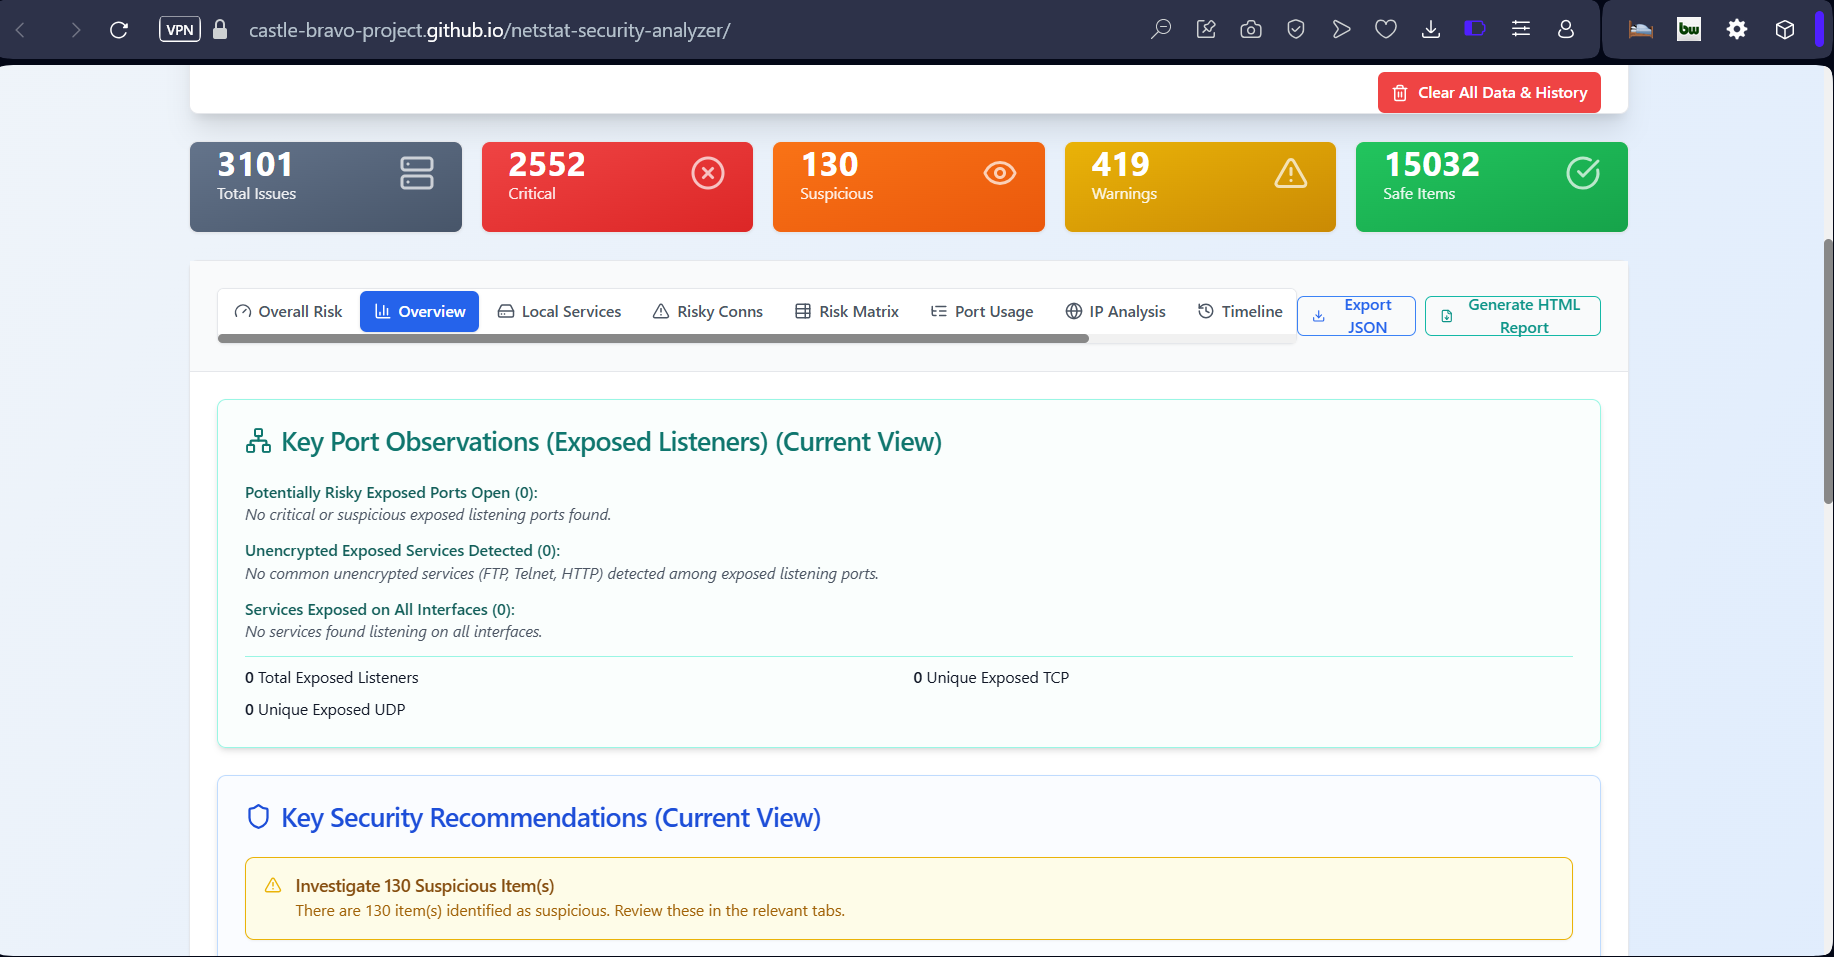 VPN
castle-bravo-project.github.io/netstat-security-analyzer/
bw
Clear All Data & History
3101
Total Issues
2552
Critical
130
Suspicious
419
Warnings
15032
Safe Items
Overall Risk
Overview
Local Services
Risky Conns
Risk Matrix
Port Usage
IP Analysis
Timeline
Export
JSON
Generate HTML
Report
Key Port Observations (Exposed Listeners) (Current View)
Potentially Risky Exposed Ports Open (0):
No critical or suspicious exposed listening ports found.
Unencrypted Exposed Services Detected (0):
No common unencrypted services (FTP, Telnet, HTTP) detected among exposed listening ports.
Services Exposed on All Interfaces (0):
No services found listening on all interfaces.
0 Total Exposed Listeners
0 Unique Exposed TCP
0 Unique Exposed UDP
Key Security Recommendations (Current View)
Investigate 130 Suspicious Item(s)
There are 130 item(s) identified as suspicious. Review these in the relevant tabs.